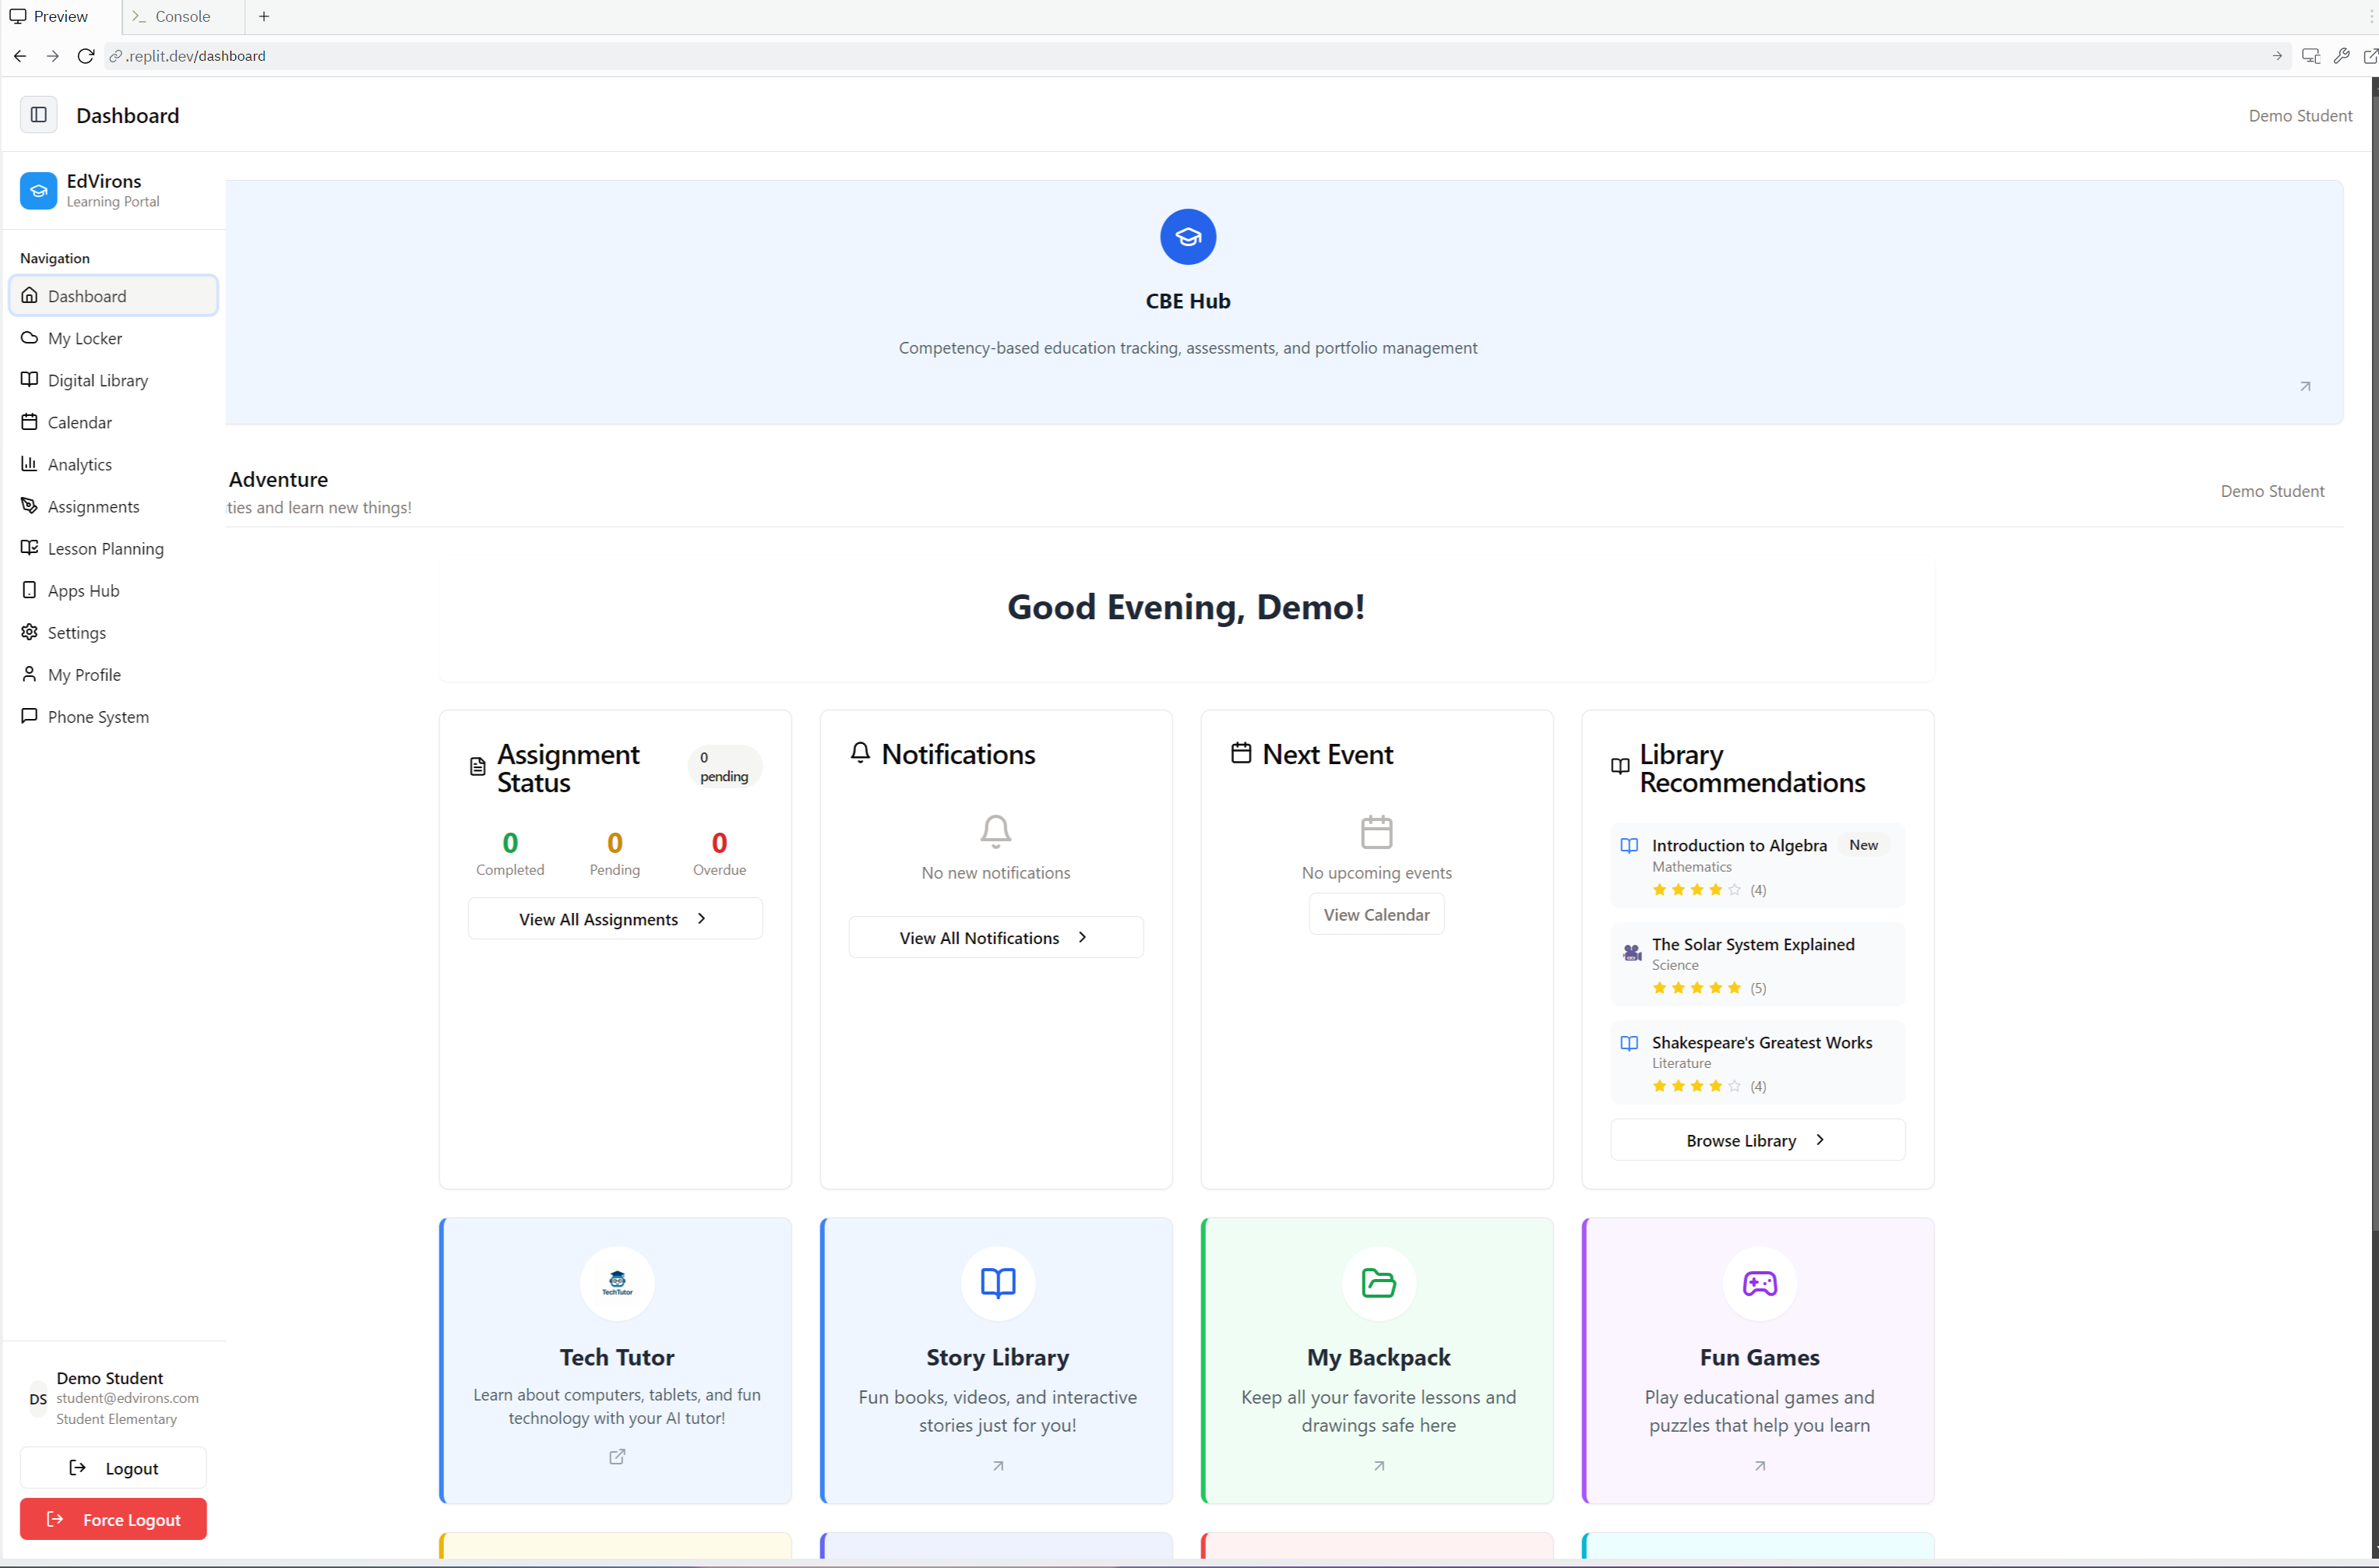 Preview
Console
.replit.dev/dashboard
Dashboard
Demo Student
EdVirons
Learning Portal
Navigation
Dashboard
My Locker
Digital Library
Calendar
Analytics
Assignments
Lesson Planning
Apps Hub
Settings
My Profile
Phone System
Demo Student
DS
student@edvirons.com
Student Elementary
Logout
Force Logout
CBE Hub
Competency-based education tracking, assessments, and portfolio management
Adventure
ties and learn new things!
Demo Student
Good Evening, Demo!
Assignment
Status
0
pending
0
Completed
0
Pending
0
Overdue
View All Assignments
Notifications
No new notifications
View All Notifications
Next Event
No upcoming events
View Calendar
Library
Recommendations
Introduction to Algebra
New
Mathematics
(4)
The Solar System Explained
Science
(5)
Shakespeare's Greatest Works
Literature
(4)
Browse Library
TechTutor
Tech Tutor
Learn about computers, tablets, and fun
technology with your AI tutor!
Story Library
Fun books, videos, and interactive
stories just for you!
My Backpack
Keep all your favorite lessons and
drawings safe here
Fun Games
Play educational games and
puzzles that help you learn